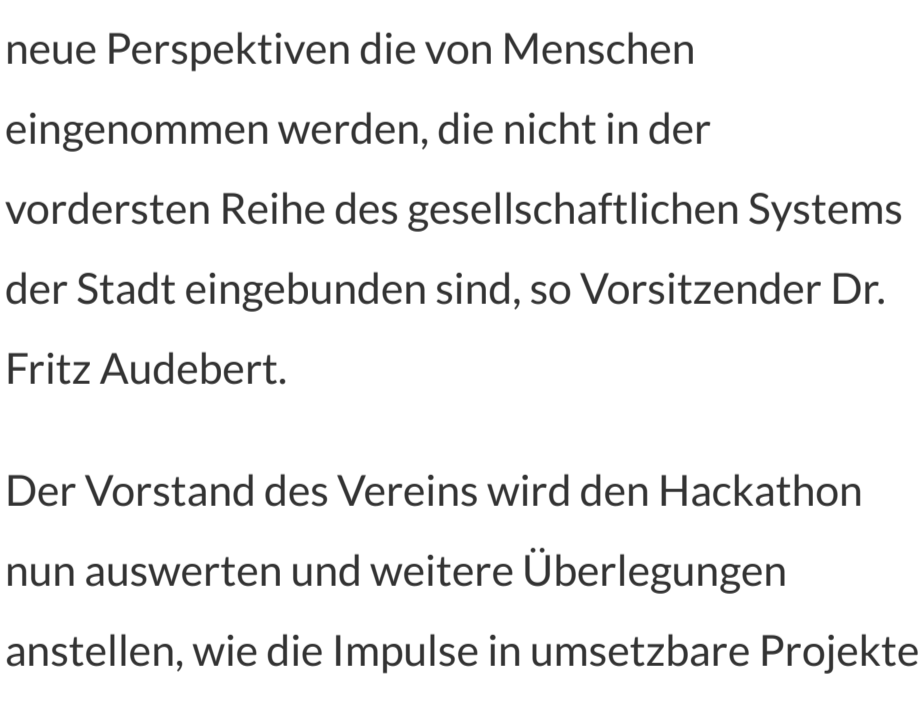 neue Perspektiven die von Menschen
eingenommen werden, die nicht in der
vordersten Reihe des gesellschaftlichen Systems
der Stadt eingebunden sind, so Vorsitzender Dr.
Fritz Audebert.
Der Vorstand des Vereins wird den Hackathon
nun auswerten und weitere Überlegungen
anstellen, wie die Impulse in umsetzbare Projekte